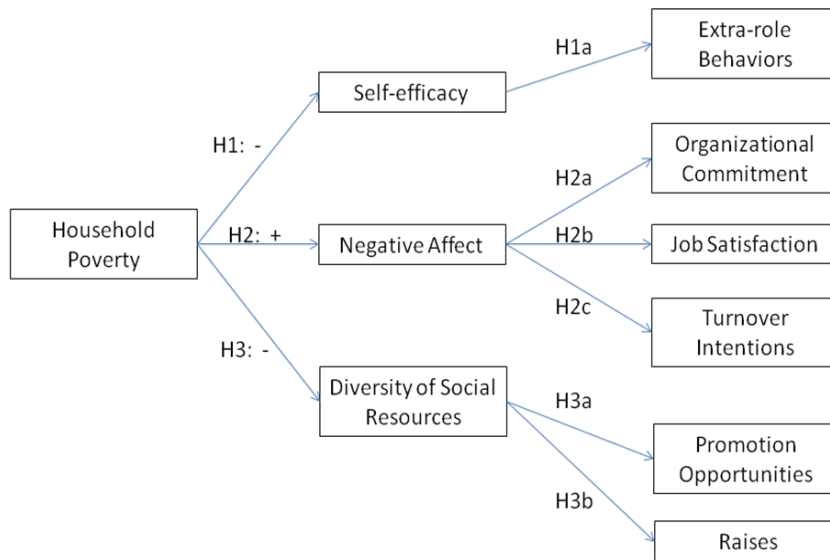 Extra-role
Behaviors
H1a
Self-efficacy
H1: -
Organizational
Commitment
H2a
Household
Poverty
H2: +
Negative Affect
H2b
Job Satisfaction
H2c
Turnover
Intentions
H3: -
Diversity of Social
Resources
H3a
Promotion
Opportunities
H3b
Raises